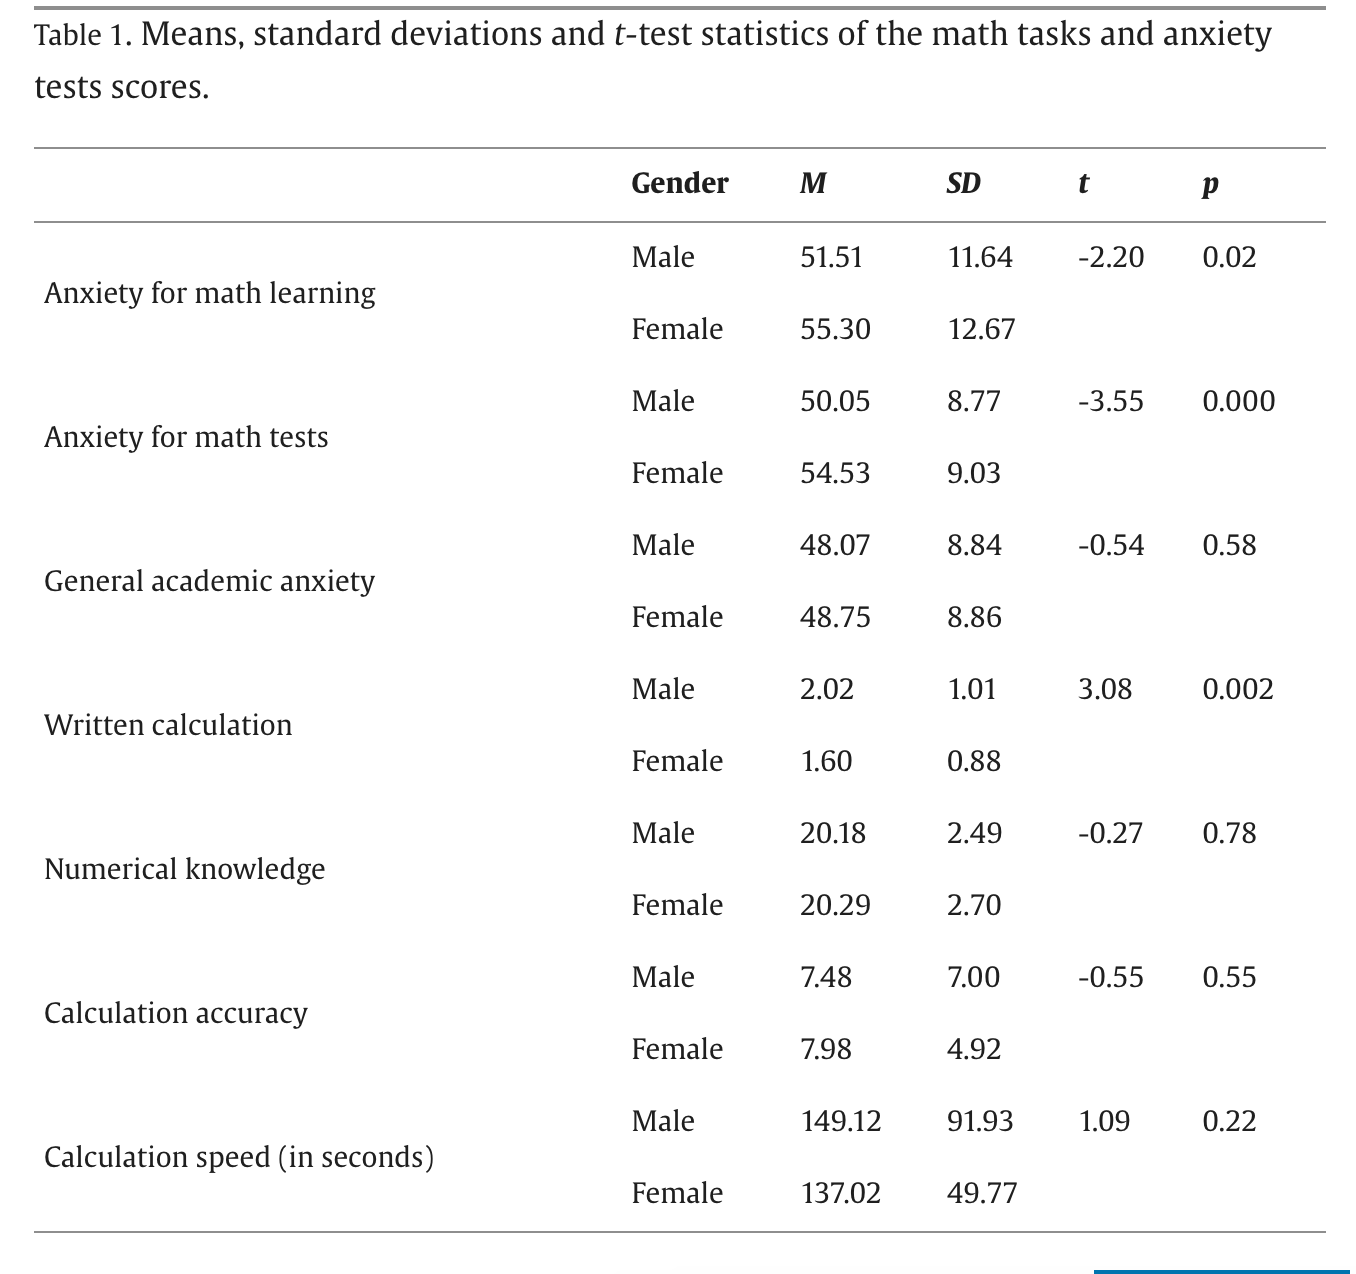 Table 1. Means, standard deviations and t-test statistics of the math tasks and anxiety
tests scores.
Gender M SD t p
Anxiety for math learning
Male 51.51 11.64 -2.20 0.02
Female 55.30 12.67
Anxiety for math tests
Male 50.05 8.77 -3.55 0.000
Female 54.53 9.03
General academic anxiety
Male 48.07 8.84 -0.54 0.58
Female 48.75 8.86
Written calculation
Male 2.02 1.01 3.08 0.002
Female 1.60 0.88
Numerical knowledge
Male 20.18 2.49 -0.27 0.78
Female 20.29 2.70
Calculation accuracy
Male 7.48 7.00 -0.55 0.55
Female 7.98 4.92
Calculation speed (in seconds)
Male 149.12 91.93 1.09 0.22
Female 137.02 49.77